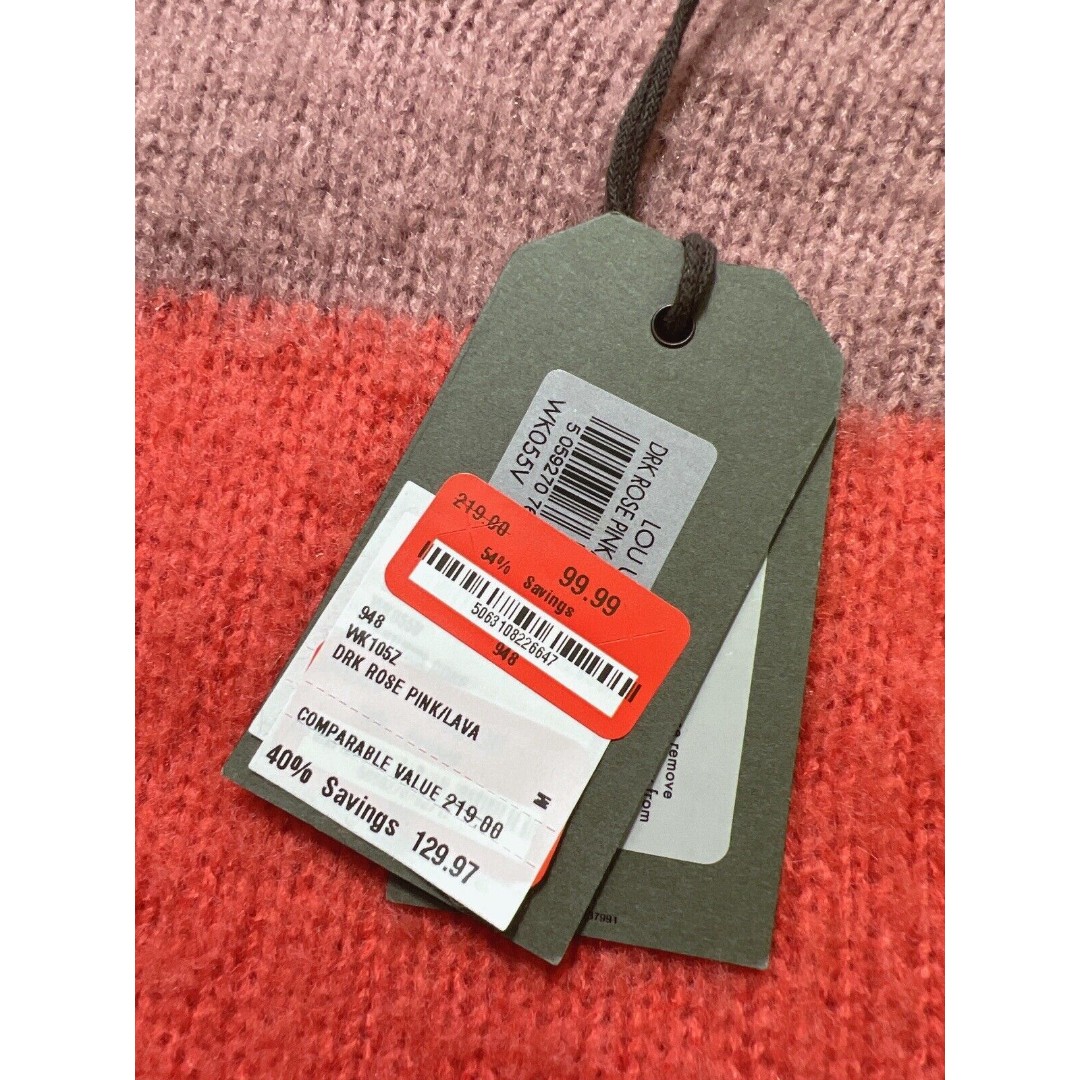 DRK ROSE PINK
LOU
5 059270
WK055V
219.00
99.99
54% Savings
5063108226647
948
948
WK105Z
DRK ROSE PINK/LAVA
M
COMPARABLE VALUE 219.00
40% Savings 129.97
remove
from